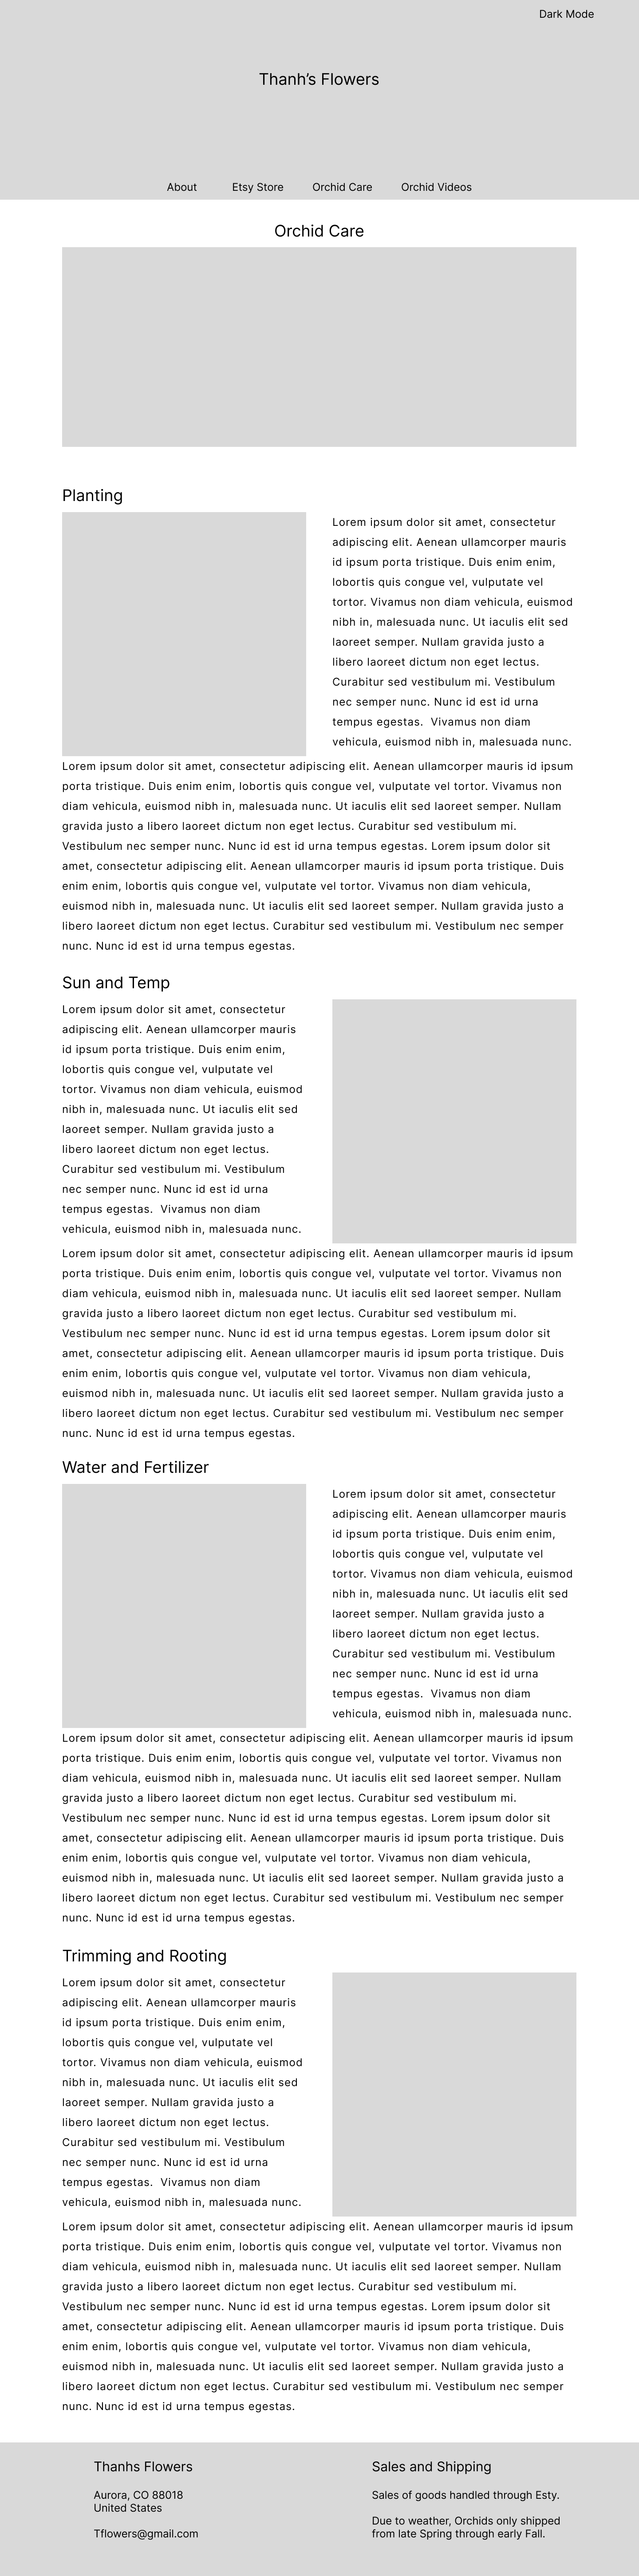 Dark Mode
Thanh’s Flowers
About Etsy Store Orchid Care Orchid Videos
Orchid Care
Planting
Lorem ipsum dolor sit amet, consectetur
adipiscing elit. Aenean ullamcorper mauris
id ipsum porta tristique. Duis enim enim,
lobortis quis congue vel, vulputate vel
tortor. Vivamus non diam vehicula, euismod
nibh in, malesuada nunc. Ut iaculis elit sed
laoreet semper. Nullam gravida justo a
libero laoreet dictum non eget lectus.
Curabitur sed vestibulum mi. Vestibulum
nec semper nunc. Nunc id est id urna
tempus egestas.  Vivamus non diam
vehicula, euismod nibh in, malesuada nunc.
Lorem ipsum dolor sit amet, consectetur adipiscing elit. Aenean ullamcorper mauris id ipsum
porta tristique. Duis enim enim, lobortis quis congue vel, vulputate vel tortor. Vivamus non
diam vehicula, euismod nibh in, malesuada nunc. Ut iaculis elit sed laoreet semper. Nullam
gravida justo a libero laoreet dictum non eget lectus. Curabitur sed vestibulum mi.
Vestibulum nec semper nunc. Nunc id est id urna tempus egestas. Lorem ipsum dolor sit
amet, consectetur adipiscing elit. Aenean ullamcorper mauris id ipsum porta tristique. Duis
enim enim, lobortis quis congue vel, vulputate vel tortor. Vivamus non diam vehicula,
euismod nibh in, malesuada nunc. Ut iaculis elit sed laoreet semper. Nullam gravida justo a
libero laoreet dictum non eget lectus. Curabitur sed vestibulum mi. Vestibulum nec semper
nunc. Nunc id est id urna tempus egestas.
Sun and Temp
Lorem ipsum dolor sit amet, consectetur
adipiscing elit. Aenean ullamcorper mauris
id ipsum porta tristique. Duis enim enim,
lobortis quis congue vel, vulputate vel
tortor. Vivamus non diam vehicula, euismod
nibh in, malesuada nunc. Ut iaculis elit sed
laoreet semper. Nullam gravida justo a
libero laoreet dictum non eget lectus.
Curabitur sed vestibulum mi. Vestibulum
nec semper nunc. Nunc id est id urna
tempus egestas.  Vivamus non diam
vehicula, euismod nibh in, malesuada nunc.
Lorem ipsum dolor sit amet, consectetur adipiscing elit. Aenean ullamcorper mauris id ipsum
porta tristique. Duis enim enim, lobortis quis congue vel, vulputate vel tortor. Vivamus non
diam vehicula, euismod nibh in, malesuada nunc. Ut iaculis elit sed laoreet semper. Nullam
gravida justo a libero laoreet dictum non eget lectus. Curabitur sed vestibulum mi.
Vestibulum nec semper nunc. Nunc id est id urna tempus egestas. Lorem ipsum dolor sit
amet, consectetur adipiscing elit. Aenean ullamcorper mauris id ipsum porta tristique. Duis
enim enim, lobortis quis congue vel, vulputate vel tortor. Vivamus non diam vehicula,
euismod nibh in, malesuada nunc. Ut iaculis elit sed laoreet semper. Nullam gravida justo a
libero laoreet dictum non eget lectus. Curabitur sed vestibulum mi. Vestibulum nec semper
nunc. Nunc id est id urna tempus egestas.
Water and Fertilizer
Lorem ipsum dolor sit amet, consectetur
adipiscing elit. Aenean ullamcorper mauris
id ipsum porta tristique. Duis enim enim,
lobortis quis congue vel, vulputate vel
tortor. Vivamus non diam vehicula, euismod
nibh in, malesuada nunc. Ut iaculis elit sed
laoreet semper. Nullam gravida justo a
libero laoreet dictum non eget lectus.
Curabitur sed vestibulum mi. Vestibulum
nec semper nunc. Nunc id est id urna
tempus egestas.  Vivamus non diam
vehicula, euismod nibh in, malesuada nunc.
Lorem ipsum dolor sit amet, consectetur adipiscing elit. Aenean ullamcorper mauris id ipsum
porta tristique. Duis enim enim, lobortis quis congue vel, vulputate vel tortor. Vivamus non
diam vehicula, euismod nibh in, malesuada nunc. Ut iaculis elit sed laoreet semper. Nullam
gravida justo a libero laoreet dictum non eget lectus. Curabitur sed vestibulum mi.
Vestibulum nec semper nunc. Nunc id est id urna tempus egestas. Lorem ipsum dolor sit
amet, consectetur adipiscing elit. Aenean ullamcorper mauris id ipsum porta tristique. Duis
enim enim, lobortis quis congue vel, vulputate vel tortor. Vivamus non diam vehicula,
euismod nibh in, malesuada nunc. Ut iaculis elit sed laoreet semper. Nullam gravida justo a
libero laoreet dictum non eget lectus. Curabitur sed vestibulum mi. Vestibulum nec semper
nunc. Nunc id est id urna tempus egestas.
Trimming and Rooting
Lorem ipsum dolor sit amet, consectetur
adipiscing elit. Aenean ullamcorper mauris
id ipsum porta tristique. Duis enim enim,
lobortis quis congue vel, vulputate vel
tortor. Vivamus non diam vehicula, euismod
nibh in, malesuada nunc. Ut iaculis elit sed
laoreet semper. Nullam gravida justo a
libero laoreet dictum non eget lectus.
Curabitur sed vestibulum mi. Vestibulum
nec semper nunc. Nunc id est id urna
tempus egestas.  Vivamus non diam
vehicula, euismod nibh in, malesuada nunc.
Lorem ipsum dolor sit amet, consectetur adipiscing elit. Aenean ullamcorper mauris id ipsum
porta tristique. Duis enim enim, lobortis quis congue vel, vulputate vel tortor. Vivamus non
diam vehicula, euismod nibh in, malesuada nunc. Ut iaculis elit sed laoreet semper. Nullam
gravida justo a libero laoreet dictum non eget lectus. Curabitur sed vestibulum mi.
Vestibulum nec semper nunc. Nunc id est id urna tempus egestas. Lorem ipsum dolor sit
amet, consectetur adipiscing elit. Aenean ullamcorper mauris id ipsum porta tristique. Duis
enim enim, lobortis quis congue vel, vulputate vel tortor. Vivamus non diam vehicula,
euismod nibh in, malesuada nunc. Ut iaculis elit sed laoreet semper. Nullam gravida justo a
libero laoreet dictum non eget lectus. Curabitur sed vestibulum mi. Vestibulum nec semper
nunc. Nunc id est id urna tempus egestas.
Thanhs Flowers
Aurora, CO 88018
United States
Tflowers@gmail.com
Sales and Shipping
Sales of goods handled through Esty.
Due to weather, Orchids only shipped
from late Spring through early Fall.